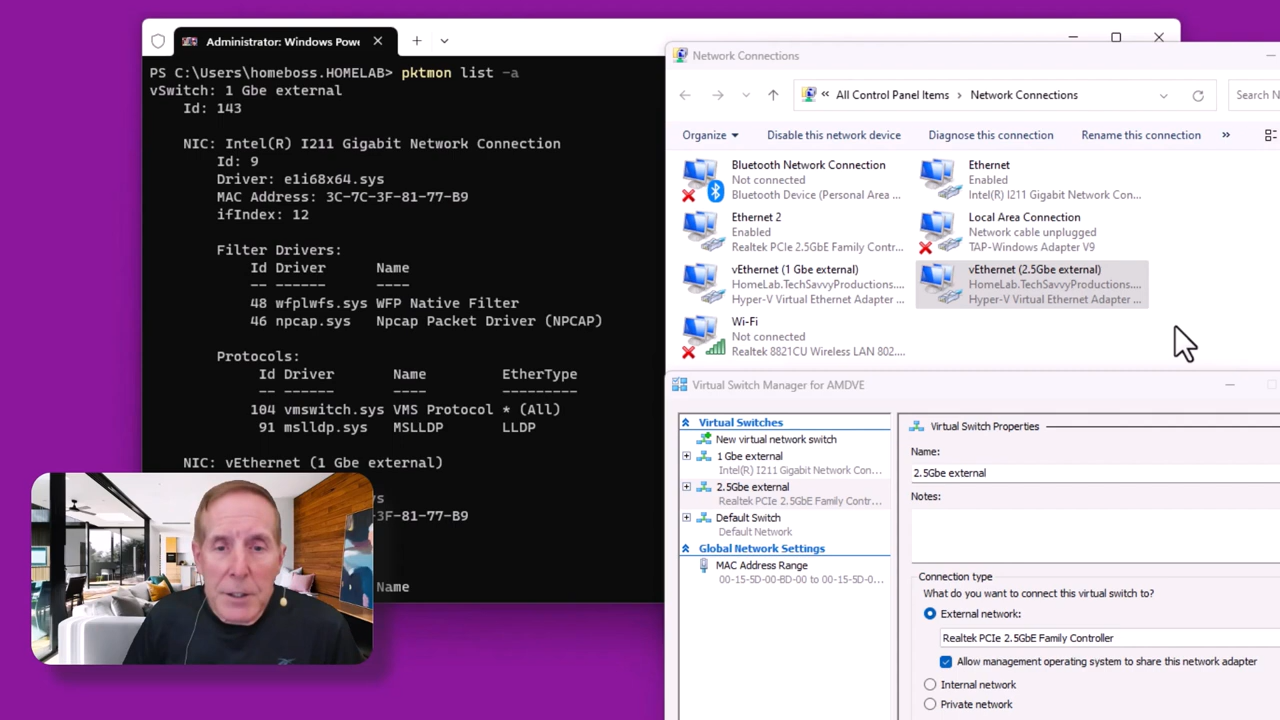 Administrator: Windows Powe
PS C:\Users\homeboss.HOMELAB> pktmon list -a
vSwitch: 1 Gbe external
Id: 143
NIC: Intel(R) I211 Gigabit Network Connection
Id: 9
Driver: e1i68x64.sys
MAC Address: 3C-7C-3F-81-77-B9
ifIndex: 12
Filter Drivers:
Id Driver Name
-- ------ ----
48 wfplwfs.sys WFP Native Filter
46 npcap.sys Npcap Packet Driver (NPCAP)
Protocols:
Id Driver Name EtherType
-- ------ ---- ---------
104 vmswitch.sys VMS Protocol * (All)
91 mslldp.sys MSLLDP LLDP
NIC: vEthernet (1 Gbe external)
s
3F-81-77-B9
Name
Network Connections
« All Control Panel Items > Network Connections
Search N
Organize Disable this network device Diagnose this connection Rename this connection »
Bluetooth Network Connection
Not connected
Bluetooth Device (Personal Area ...
Ethernet
Enabled
Intel(R) I211 Gigabit Network Con...
Ethernet 2
Enabled
Realtek PCIe 2.5GbE Family Contr...
Local Area Connection
Network cable unplugged
TAP-Windows Adapter V9
vEthernet (1 Gbe external)
HomeLab.TechSavvyProductions....
Hyper-V Virtual Ethernet Adapter ...
vEthernet (2.5Gbe external)
HomeLab.TechSavvyProductions....
Hyper-V Virtual Ethernet Adapter ...
Wi-Fi
Not connected
Realtek 8821CU Wireless LAN 802....
Virtual Switch Manager for AMDVE
Virtual Switches
New virtual network switch
1 Gbe external
Intel(R) I211 Gigabit Network Con...
2.5Gbe external
Realtek PCIe 2.5GbE Family Contr...
Default Switch
Default Network
Global Network Settings
MAC Address Range
00-15-5D-00-BD-00 to 00-15-5D-0...
Virtual Switch Properties
Name:
2.5Gbe external
Notes:
Connection type
What do you want to connect this virtual switch to?
External network:
Realtek PCIe 2.5GbE Family Controller
Allow management operating system to share this network adapter
Internal network
Private network